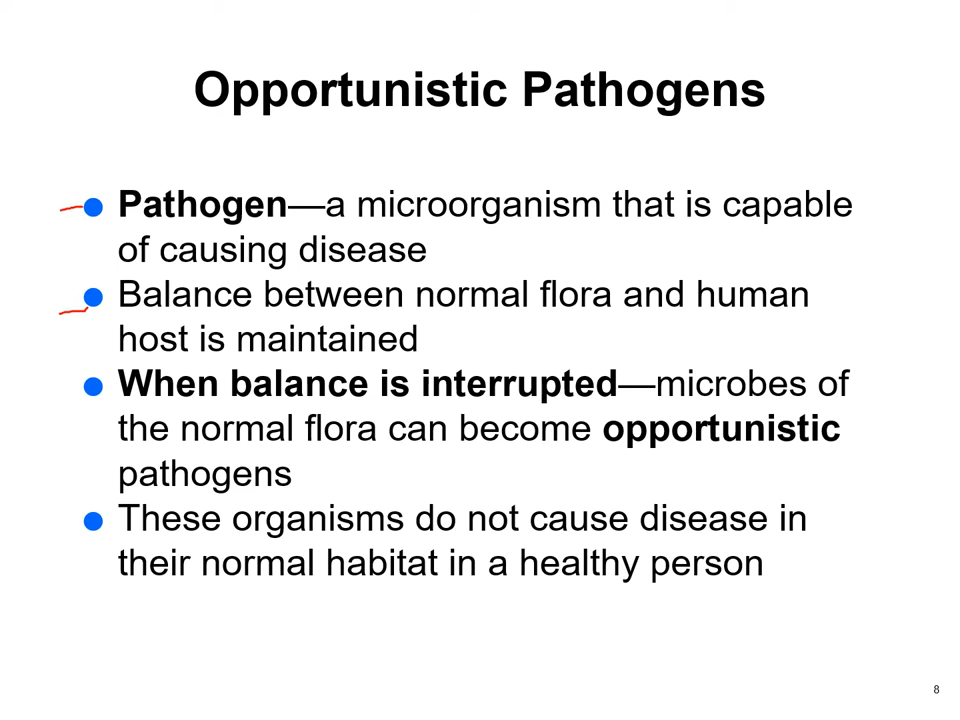 Opportunistic Pathogens
Pathogen—a microorganism that is capable
of causing disease
Balance between normal flora and human
host is maintained
When balance is interrupted—microbes of
the normal flora can become opportunistic
pathogens
These organisms do not cause disease in
their normal habitat in a healthy person
8